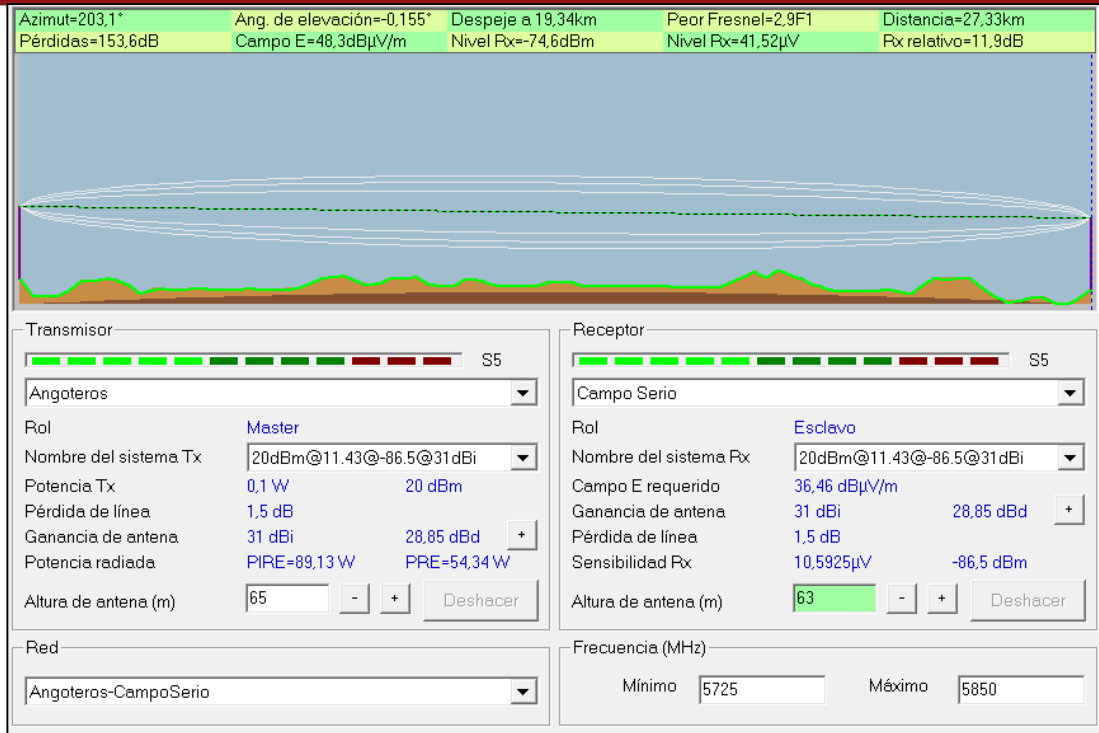 Azimut=203,1° Ang. de elevación=-0,155° Despeje a 19,34km Peor Fresnel=2,9F1 Distancia=27,33km
Pérdidas=153,6dB Campo E=48,3dBµV/m Nivel Rx=-74,6dBm Nivel Rx=41,52µV Rx relativo=11,9dB
Transmisor
S5
Angoteros
Rol Master
Nombre del sistema Tx 20dBm@11.43@-86.5@31dBi
Potencia Tx 0,1 W 20 dBm
Pérdida de línea 1,5 dB
Ganancia de antena 31 dBi 28,85 dBd +
Potencia radiada PIRE=89,13 W PRE=54,34 W
Altura de antena (m) 65 - + Deshacer
Receptor
S5
Campo Serio
Rol Esclavo
Nombre del sistema Rx 20dBm@11.43@-86.5@31dBi
Campo E requerido 36,46 dBµV/m
Ganancia de antena 31 dBi 28,85 dBd +
Pérdida de línea 1,5 dB
Sensibilidad Rx 10,5925µV -86,5 dBm
Altura de antena (m) 63 - + Deshacer
Red
Angoteros-CampoSerio
Frecuencia (MHz)
Mínimo 5725 Máximo 5850